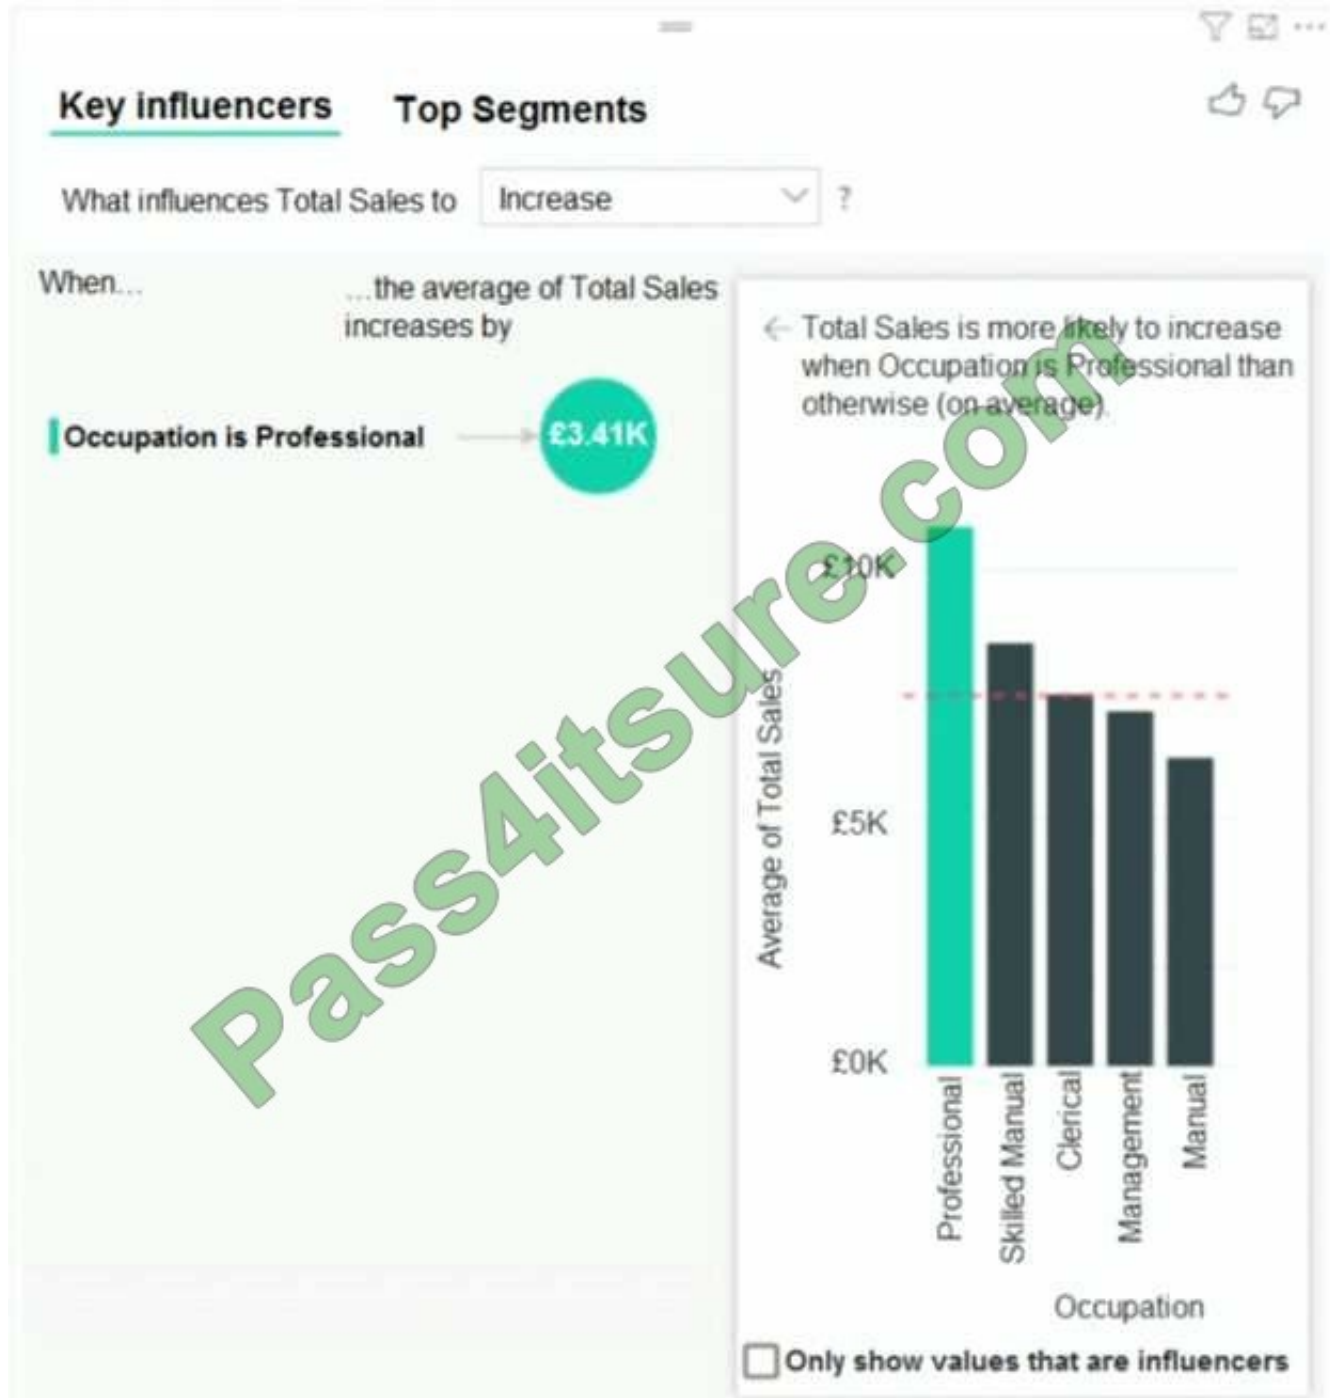 Key influencers Top Segments
What influences Total Sales to Increase ?
When...
...the average of Total Sales
increases by
Occupation is Professional £3.41K
← Total Sales is more likely to increase
when Occupation is Professional than
otherwise (on average).
Average of Total Sales
£10K
£5K
£0K
Professional
Skilled Manual
Clerical
Management
Manual
Occupation
Only show values that are influencers
Pass4itsure.com